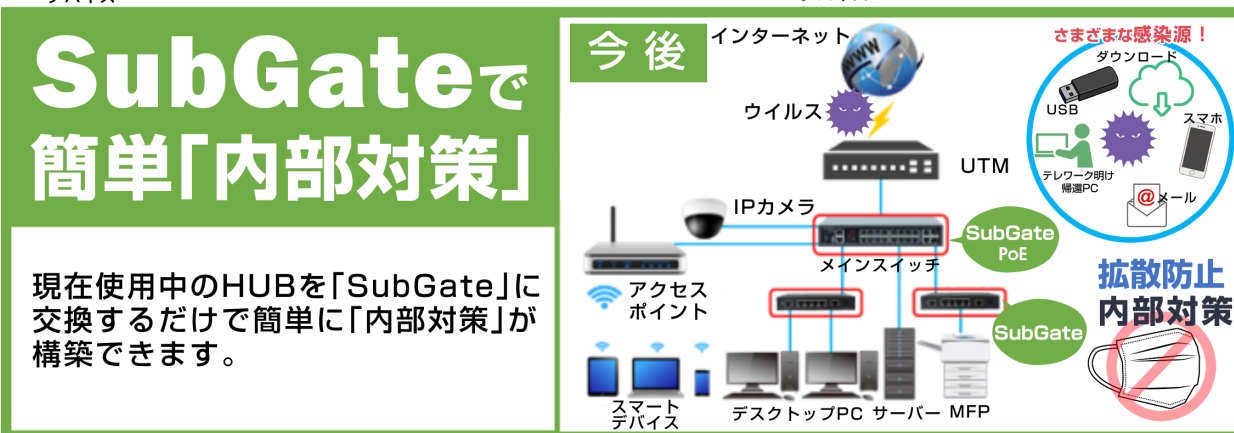 SubGateで
簡単「内部対策」
現在使用中のHUBを「SubGate」に
交換するだけで簡単に「内部対策」が
構築できます。
今後
インターネット
WWW
ウイルス
UTM
IPカメラ
SubGate
PoE
メインスイッチ
アクセス
ポイント
SubGate
スマート
デバイス
デスクトップPC
サーバー
MFP
さまざまな感染源！
ダウンロード
USB
スマホ
テレワーク明け
帰還PC
@メール
拡散防止
内部対策